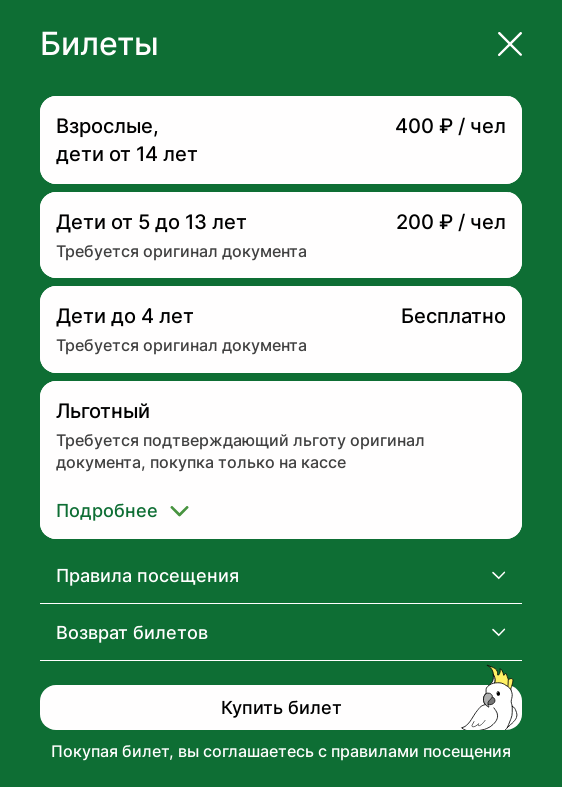 Билеты
Взрослые,
дети от 14 лет
400 ₽ / чел
Дети от 5 до 13 лет
200 ₽ / чел
Требуется оригинал документа
Дети до 4 лет
Бесплатно
Требуется оригинал документа
Льготный
Требуется подтверждающий льготу оригинал
документа, покупка только на кассе
Подробнее
Правила посещения
Возврат билетов
Купить билет
Покупая билет, вы соглашаетесь с правилами посещения